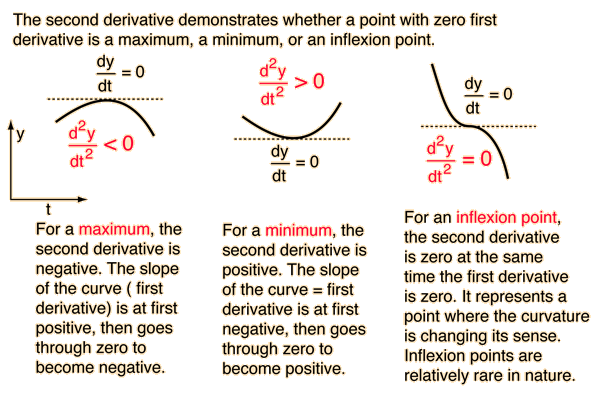 The second derivative demonstrates whether a point with zero first
derivative is a maximum, a minimum, or an inflexion point.
dy/dt = 0
d²y/dt² < 0
y
t
For a maximum, the
second derivative is
negative. The slope
of the curve ( first
derivative) is at first
positive, then goes
through zero to
become negative.
d²y/dt² > 0
dy/dt = 0
For a minimum, the
second derivative is
positive. The slope
of the curve = first
derivative is at first
negative, then goes
through zero to
become positive.
dy/dt = 0
d²y/dt² = 0
For an inflexion point,
the second derivative
is zero at the same
time the first derivative
is zero. It represents a
point where the curvature
is changing its sense.
Inflexion points are
relatively rare in nature.